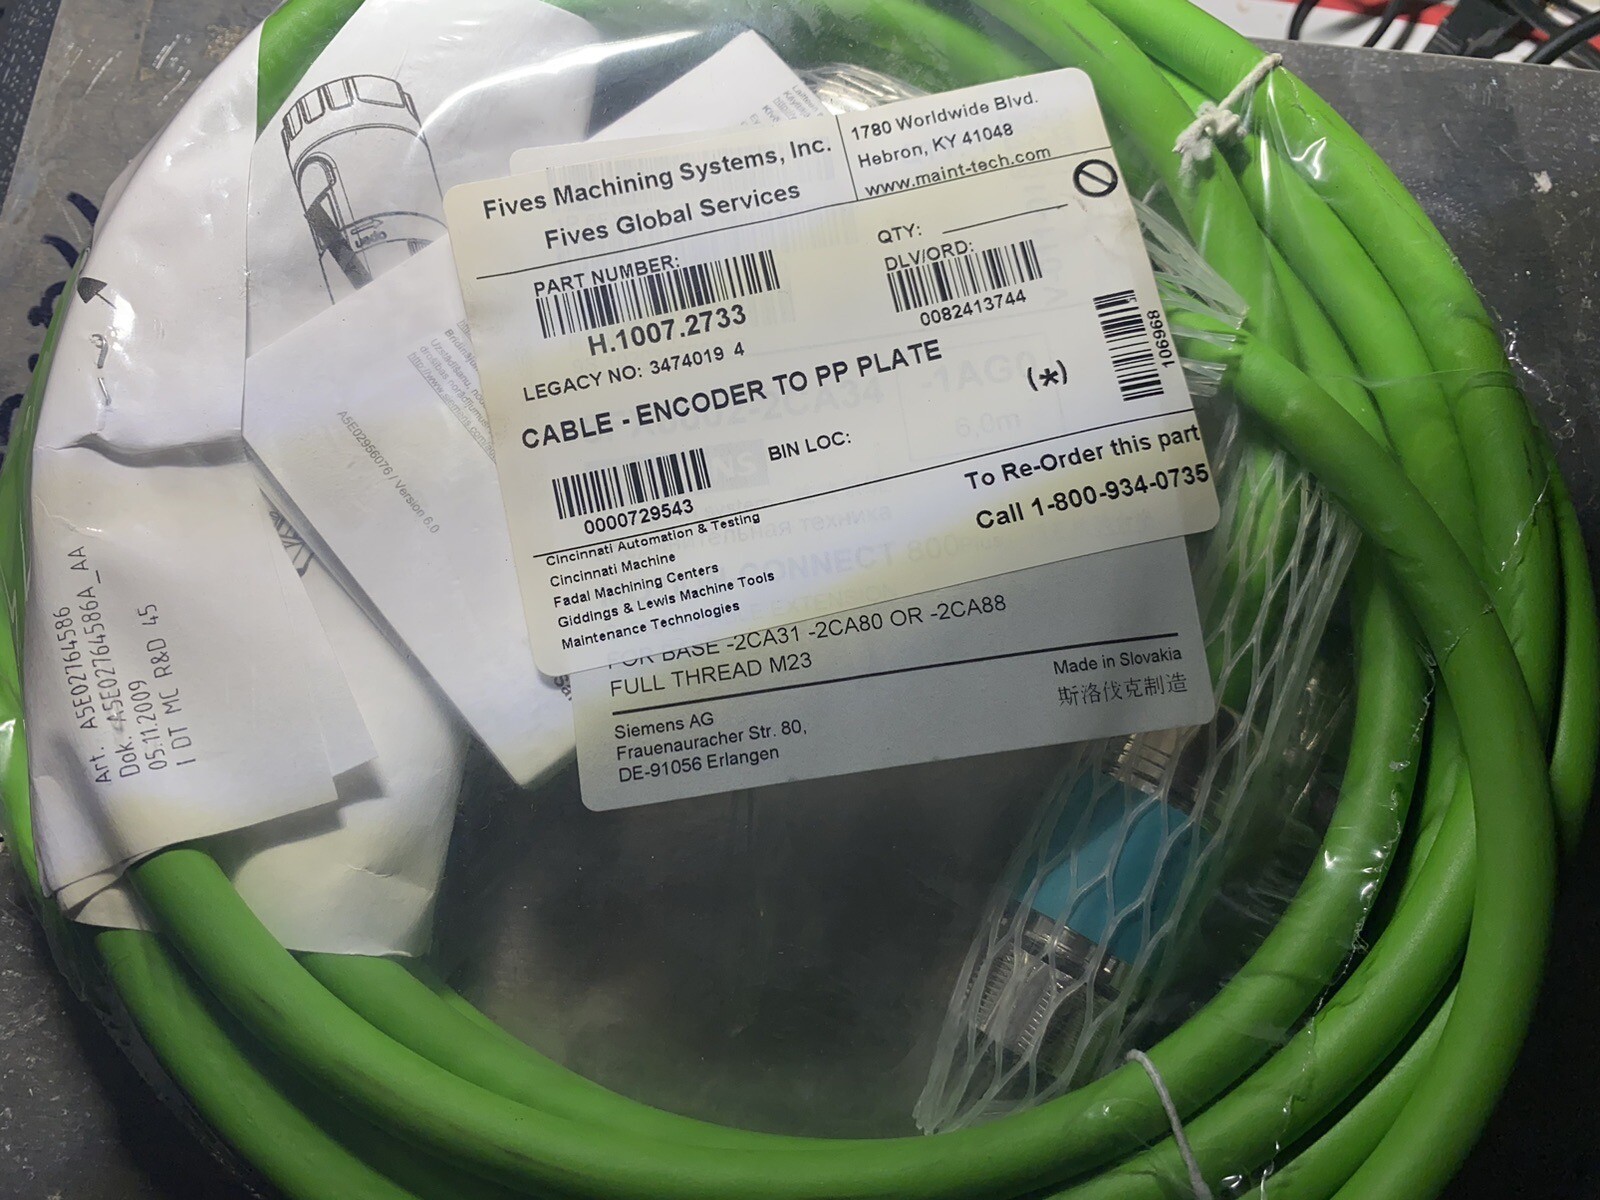 Fives Machining Systems, Inc.
Fives Global Services
1780 Worldwide Blvd.
Hebron, KY 41048
www.maint-tech.com
PART NUMBER:
H.1007.2733
LEGACY NO: 3474019 4
QTY:
DLV/ORD:
0082413744
CABLE - ENCODER TO PP PLATE
(*)
106968
BIN LOC:
0000729543
To Re-Order this part
Call 1-800-934-0735
Cincinnati Automation & Testing
Cincinnati Machine
Fadal Machining Centers
Giddings & Lewis Machine Tools
Maintenance Technologies
-2CA34
-1AG0
6.0m
CONNECT 800
FOR BASE -2CA31 -2CA80 OR -2CA88
FULL THREAD M23
Made in Slovakia
斯洛伐克制造
Siemens AG
Frauenauracher Str. 80,
DE-91056 Erlangen
A5E02956076 / Version 6.0
Art. A5E02764586
Dok. A5E02764586A_AA
05.11.2009
I DT MC R&D 45